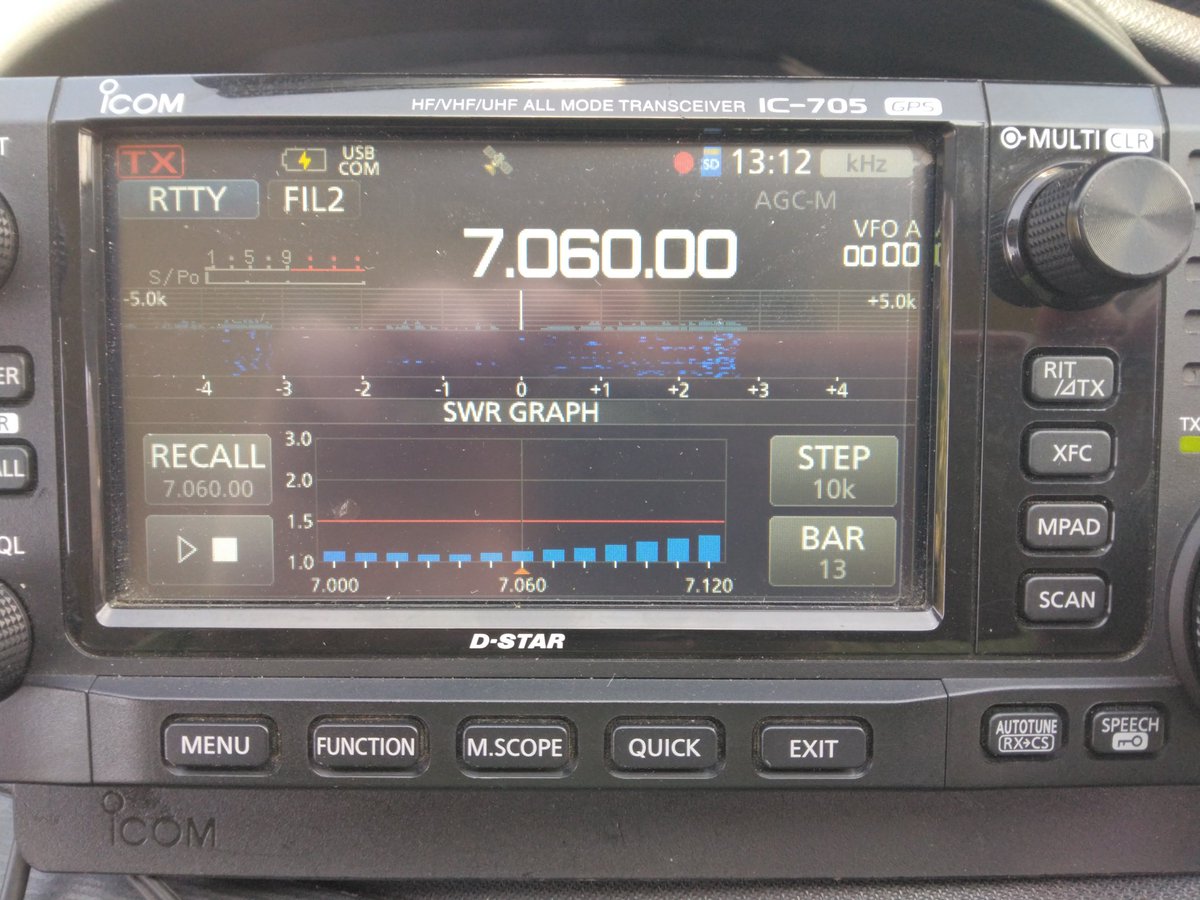 ICOM
HF/VHF/UHF ALL MODE TRANSCEIVER IC-705 GPS
MULTI CLR
TX
USB
COM
SD
13:12
kHz
RTTY
FIL2
AGC-M
7.060.00
VFO A
00 00
S/Po
1 5 9
-5.0k
+5.0k
-4 -3 -2 -1 0 +1 +2 +3 +4
SWR GRAPH
RECALL
7.060.00
3.0
2.0
1.5
1.0
7.000 7.060 7.120
STEP
10k
BAR
13
RIT
/⊿TX
XFC
MPAD
SCAN
TX
ER
R
ALL
QL
D-STAR
MENU
FUNCTION
M.SCOPE
QUICK
EXIT
AUTOTUNE
RX→CS
SPEECH
ICOM